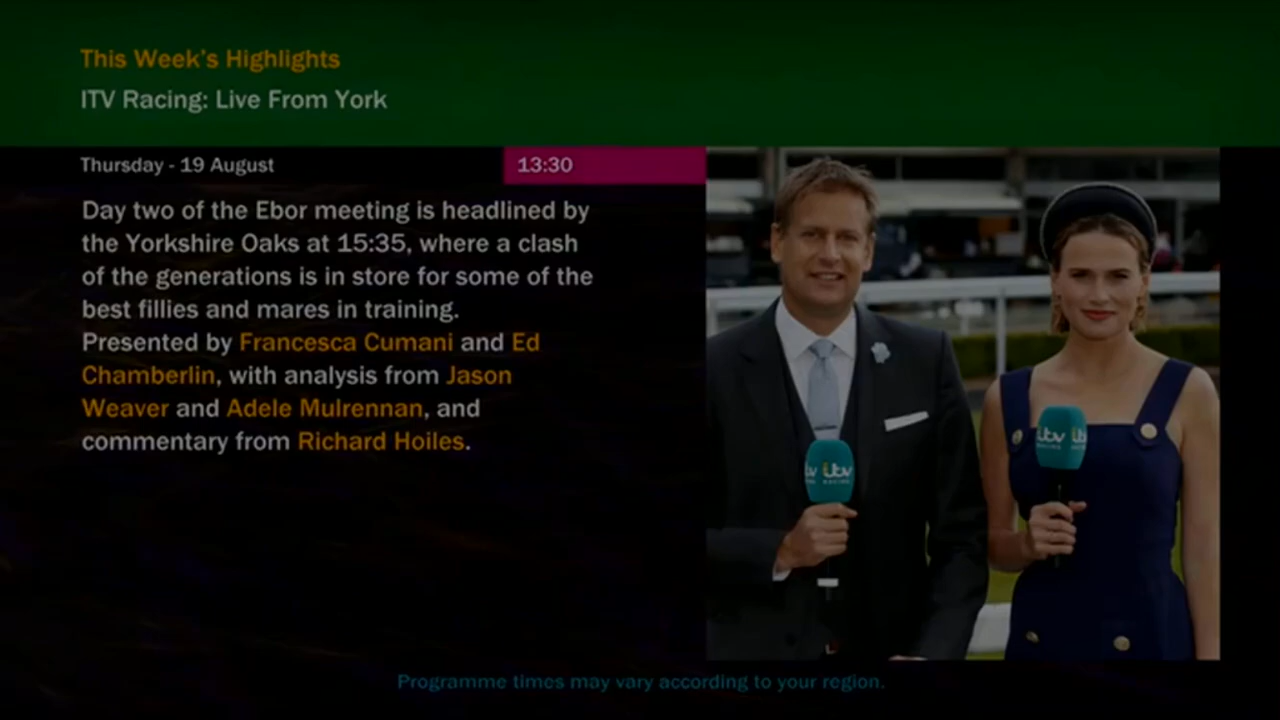 This Week's Highlights
ITV Racing: Live From York
Thursday - 19 August
13:30
Day two of the Ebor meeting is headlined by
the Yorkshire Oaks at 15:35, where a clash
of the generations is in store for some of the
best fillies and mares in training.
Presented by Francesca Cumani and Ed
Chamberlin, with analysis from Jason
Weaver and Adele Mulrennan, and
commentary from Richard Hoiles.
itv
RACING
itv
Programme times may vary according to your region.